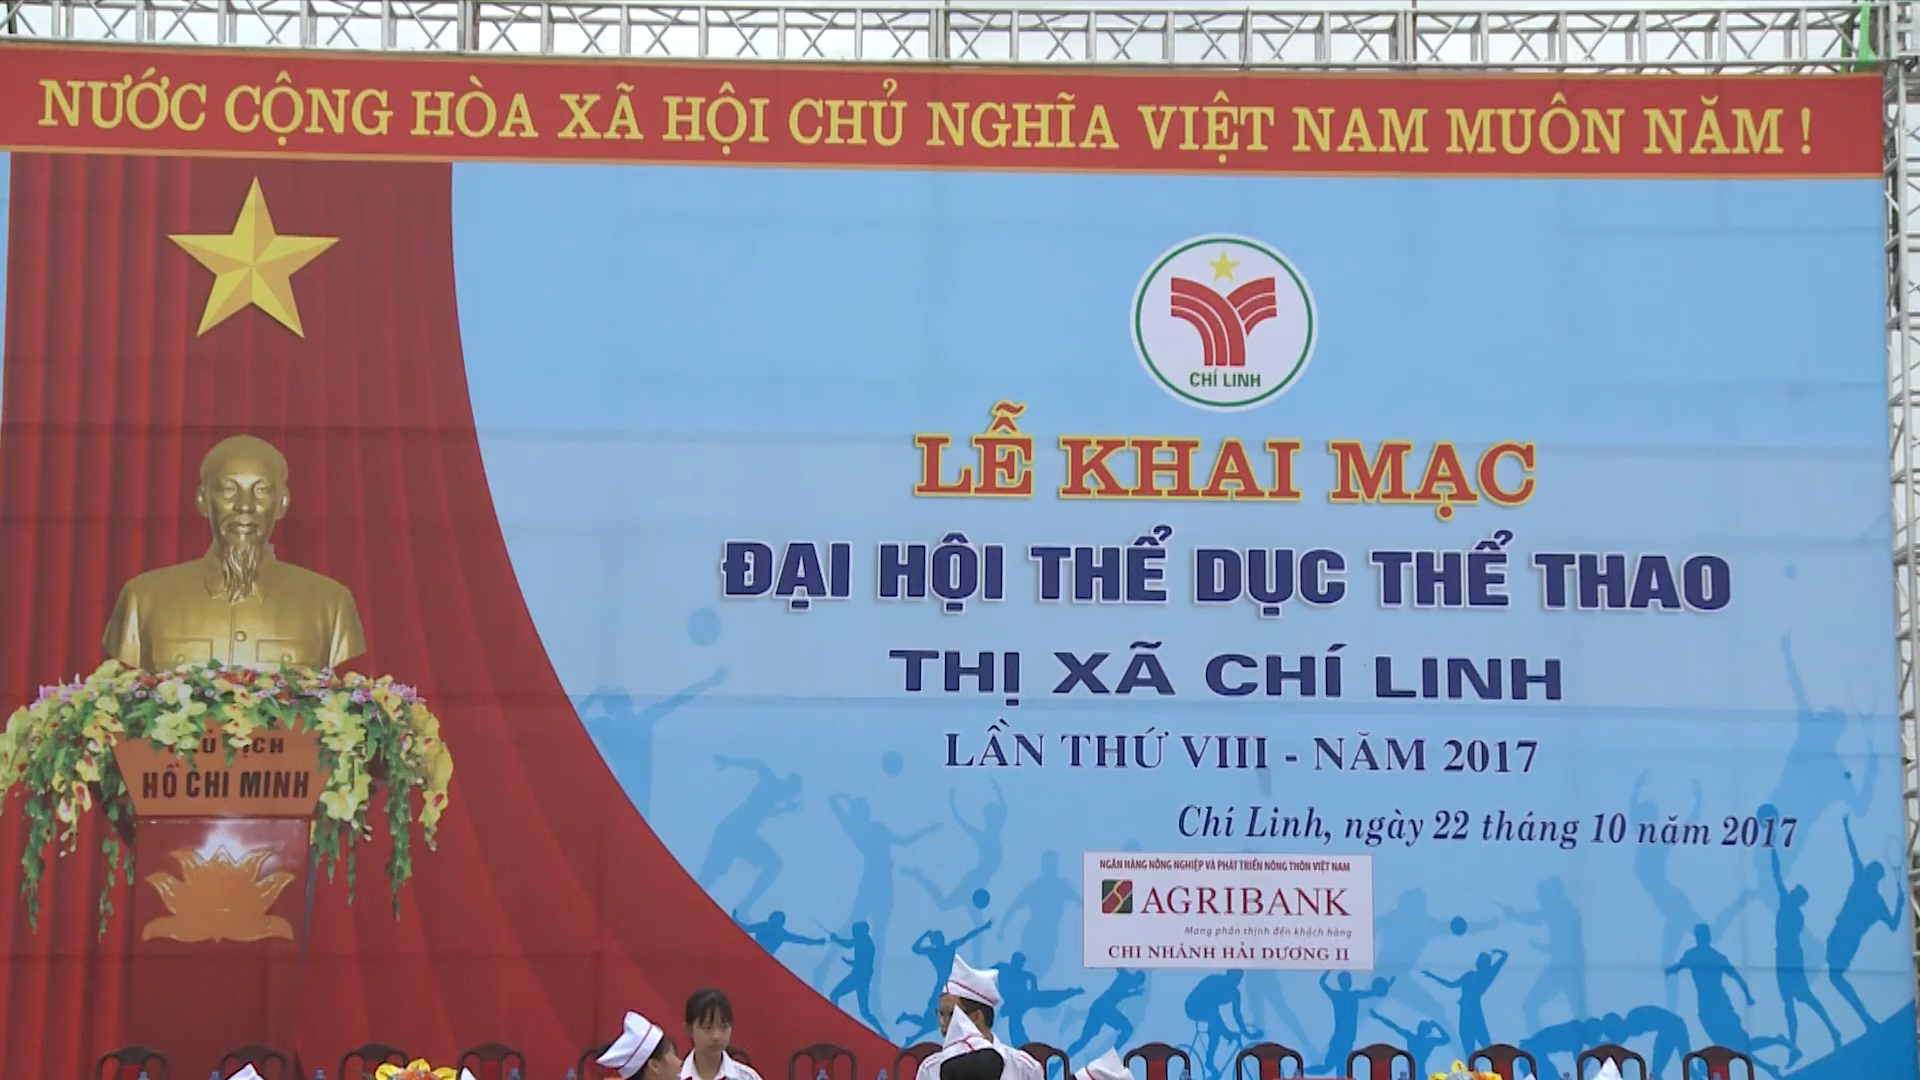 NƯỚC CỘNG HÒA XÃ HỘI CHỦ NGHĨA VIỆT NAM MUÔN NĂM !
CHÍ LINH
LỄ KHAI MẠC
ĐẠI HỘI THỂ DỤC THỂ THAO
THỊ XÃ CHÍ LINH
LẦN THỨ VIII - NĂM 2017
Chí Linh, ngày 22 tháng 10 năm 2017
NGÂN HÀNG NÔNG NGHIỆP VÀ PHÁT TRIỂN NÔNG THÔN VIỆT NAM
AGRIBANK
Mang phồn thịnh đến khách hàng
CHI NHÁNH HẢI DƯƠNG II
CHỦ TỊCH
HỒ CHÍ MINH